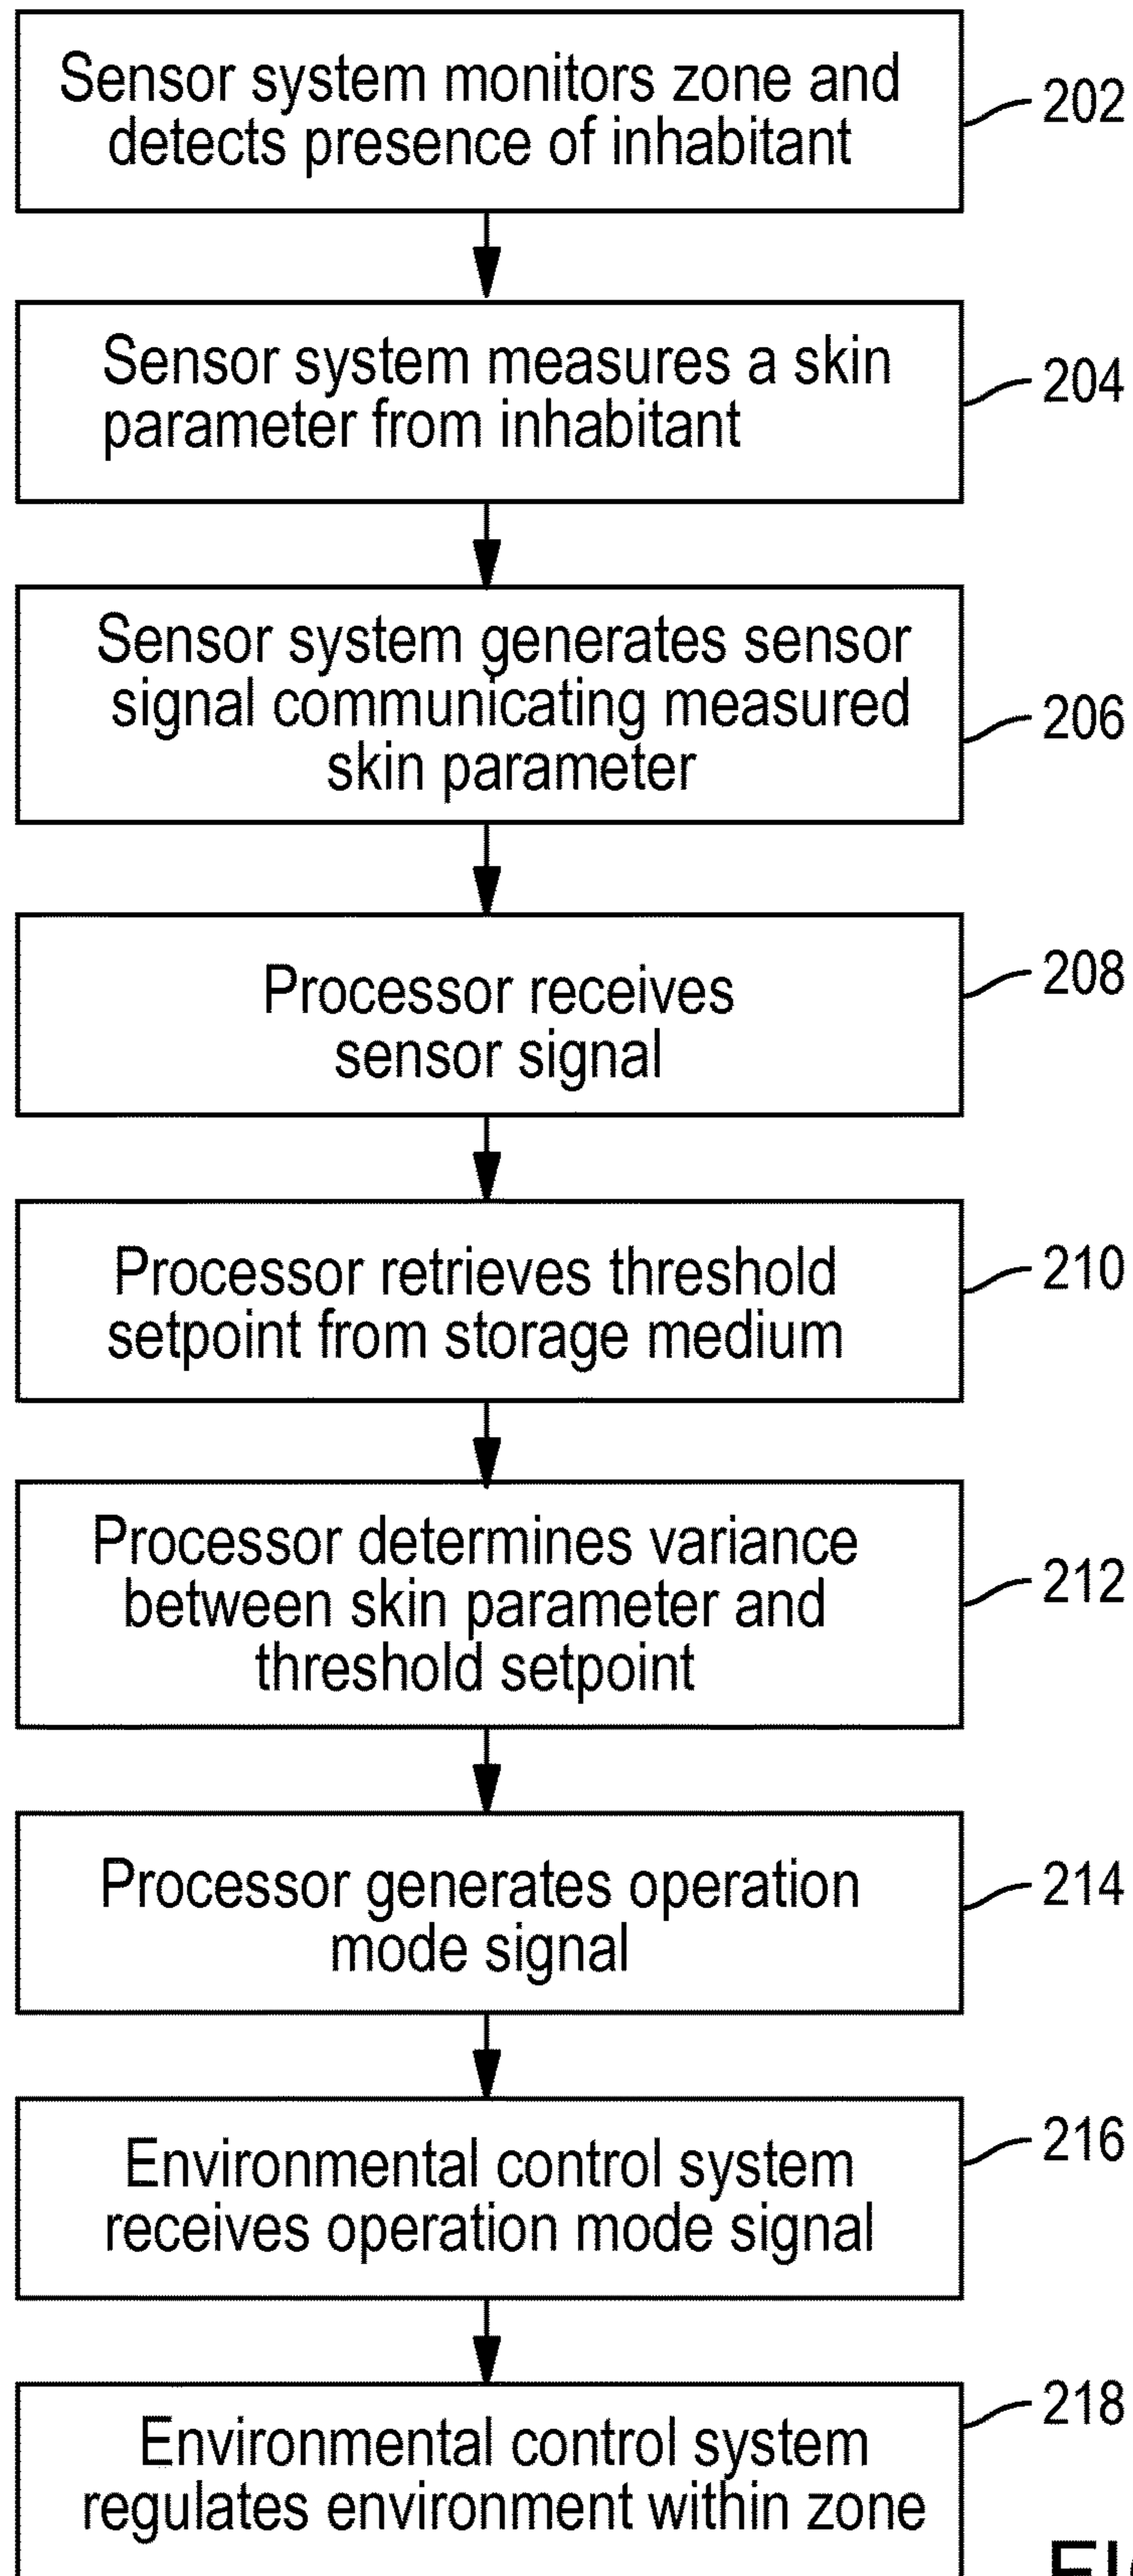 Sensor system monitors zone and
detects presence of inhabitant
202
Sensor system measures a skin
parameter from inhabitant
204
Sensor system generates sensor
signal communicating measured
skin parameter
206
Processor receives
sensor signal
208
Processor retrieves threshold
setpoint from storage medium
210
Processor determines variance
between skin parameter and
threshold setpoint
212
Processor generates operation
mode signal
214
Environmental control system
receives operation mode signal
216
Environmental control system
regulates environment within zone
218